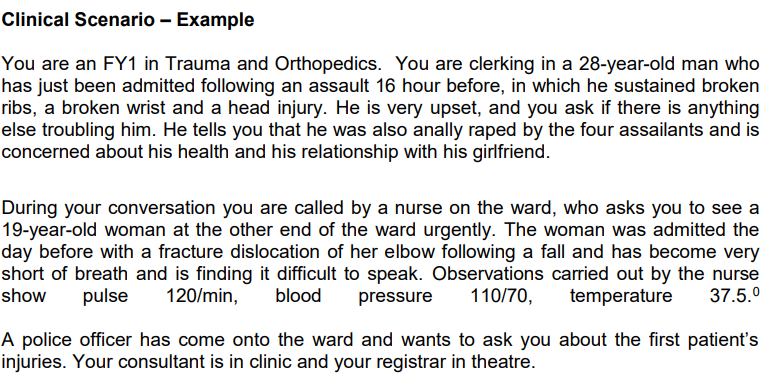 Clinical Scenario – Example
You are an FY1 in Trauma and Orthopedics. You are clerking in a 28-year-old man who
has just been admitted following an assault 16 hour before, in which he sustained broken
ribs, a broken wrist and a head injury. He is very upset, and you ask if there is anything
else troubling him. He tells you that he was also anally raped by the four assailants and is
concerned about his health and his relationship with his girlfriend.
During your conversation you are called by a nurse on the ward, who asks you to see a
19-year-old woman at the other end of the ward urgently. The woman was admitted the
day before with a fracture dislocation of her elbow following a fall and has become very
short of breath and is finding it difficult to speak. Observations carried out by the nurse
show pulse 120/min, blood pressure 110/70, temperature 37.5.⁰
A police officer has come onto the ward and wants to ask you about the first patient’s
injuries. Your consultant is in clinic and your registrar in theatre.